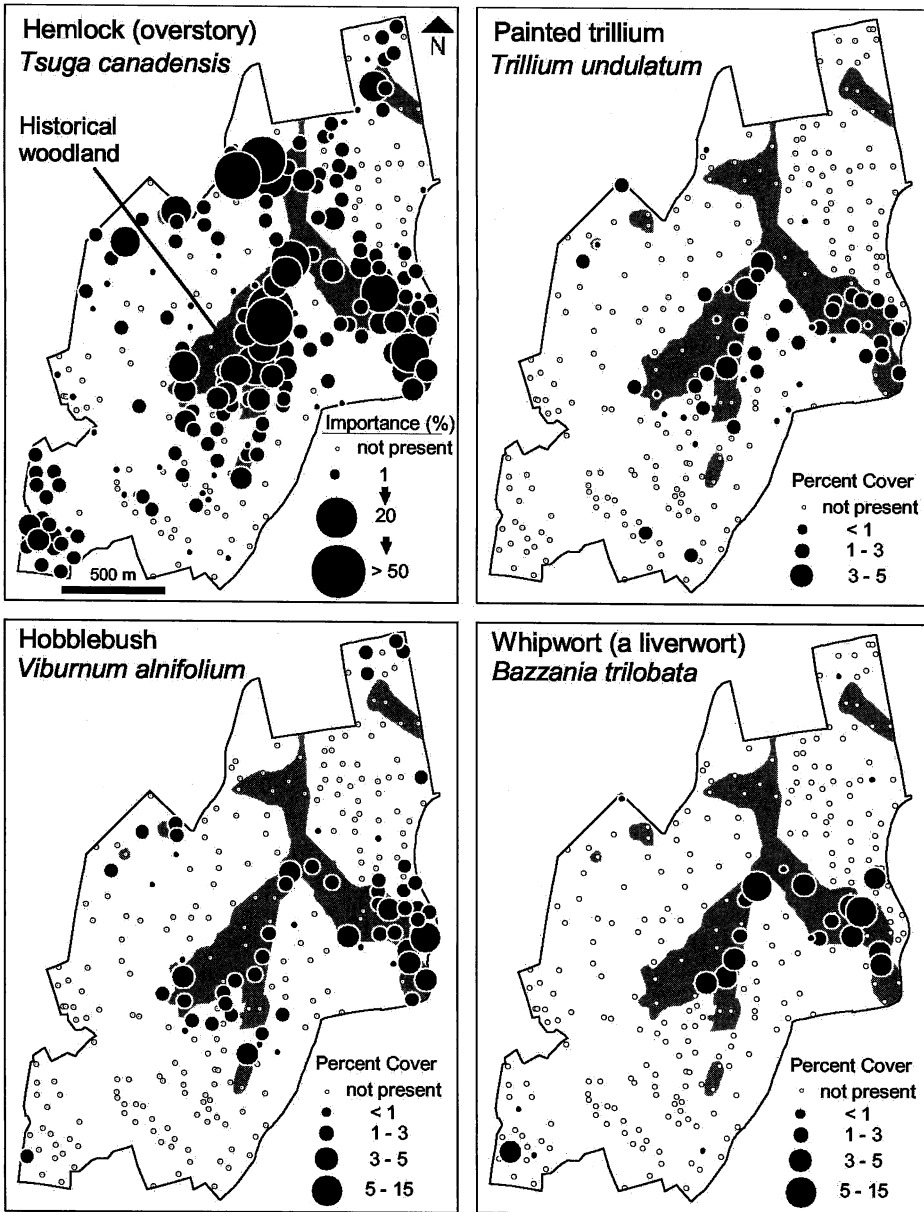 Hemlock (overstory)
Tsuga canadensis
N
Historical
woodland
Importance (%)
not present
1
20
> 50
500 m
Painted trillium
Trillium undulatum
Percent Cover
not present
< 1
1 - 3
3 - 5
Hobblebush
Viburnum alnifolium
Percent Cover
not present
< 1
1 - 3
3 - 5
5 - 15
Whipwort (a liverwort)
Bazzania trilobata
Percent Cover
not present
< 1
1 - 3
3 - 5
5 - 15